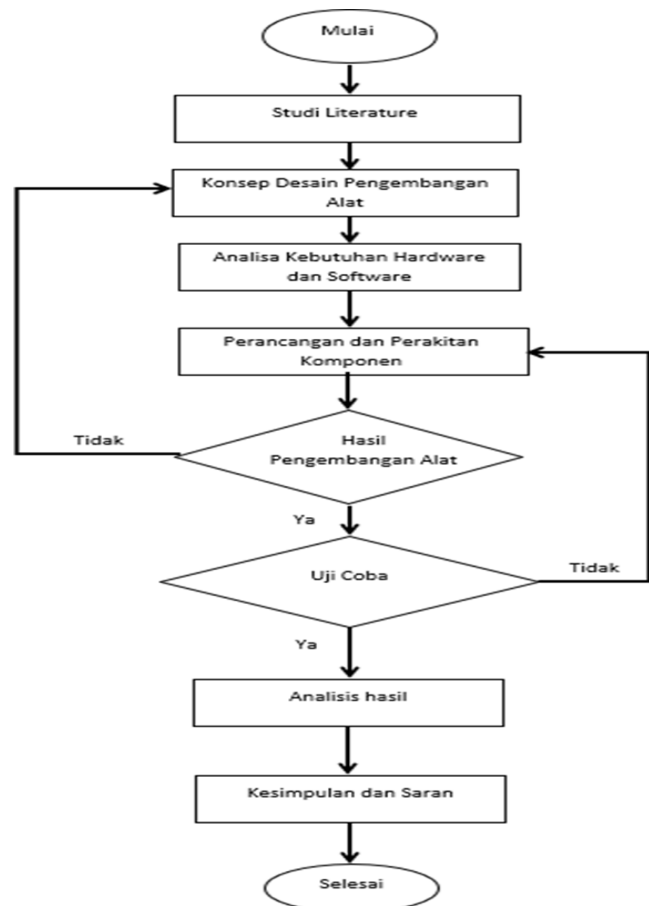 Mulai
Studi Literature
Konsep Desain Pengembangan
Alat
Analisa Kebutuhan Hardware
dan Software
Perancangan dan Perakitan
Komponen
Tidak
Hasil
Pengembangan Alat
Ya
Uji Coba
Tidak
Ya
Analisis hasil
Kesimpulan dan Saran
Selesai